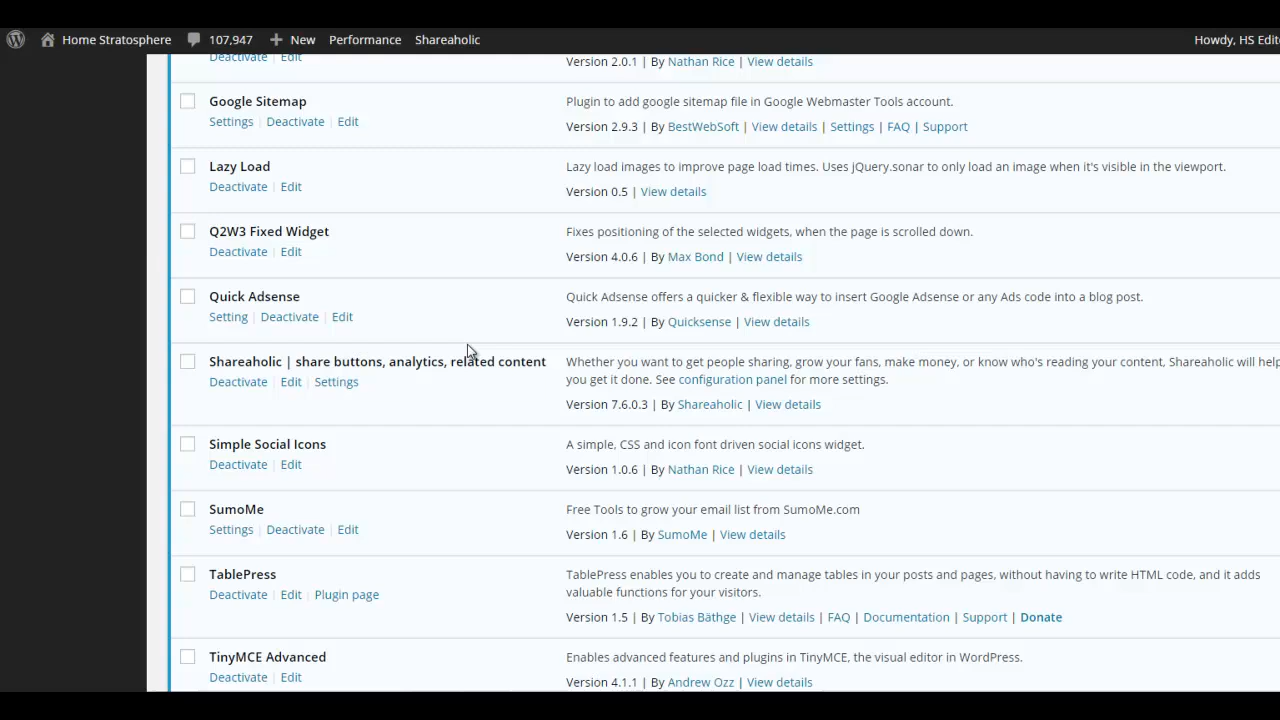 Home Stratosphere 107,947 New Performance Shareaholic Howdy, HS Edit
Deactivate | Edit
Version 2.0.1 | By Nathan Rice | View details
Google Sitemap
Settings | Deactivate | Edit
Plugin to add google sitemap file in Google Webmaster Tools account.
Version 2.9.3 | By BestWebSoft | View details | Settings | FAQ | Support
Lazy Load
Deactivate | Edit
Lazy load images to improve page load times. Uses jQuery.sonar to only load an image when it's visible in the viewport.
Version 0.5 | View details
Q2W3 Fixed Widget
Deactivate | Edit
Fixes positioning of the selected widgets, when the page is scrolled down.
Version 4.0.6 | By Max Bond | View details
Quick Adsense
Setting | Deactivate | Edit
Quick Adsense offers a quicker & flexible way to insert Google Adsense or any Ads code into a blog post.
Version 1.9.2 | By Quicksense | View details
Shareaholic | share buttons, analytics, related content
Deactivate | Edit | Settings
Whether you want to get people sharing, grow your fans, make money, or know who's reading your content, Shareaholic will help
you get it done. See configuration panel for more settings.
Version 7.6.0.3 | By Shareaholic | View details
Simple Social Icons
Deactivate | Edit
A simple, CSS and icon font driven social icons widget.
Version 1.0.6 | By Nathan Rice | View details
SumoMe
Settings | Deactivate | Edit
Free Tools to grow your email list from SumoMe.com
Version 1.6 | By SumoMe | View details
TablePress
Deactivate | Edit | Plugin page
TablePress enables you to create and manage tables in your posts and pages, without having to write HTML code, and it adds
valuable functions for your visitors.
Version 1.5 | By Tobias Bäthge | View details | FAQ | Documentation | Support | Donate
TinyMCE Advanced
Deactivate | Edit
Enables advanced features and plugins in TinyMCE, the visual editor in WordPress.
Version 4.1.1 | By Andrew Ozz | View details